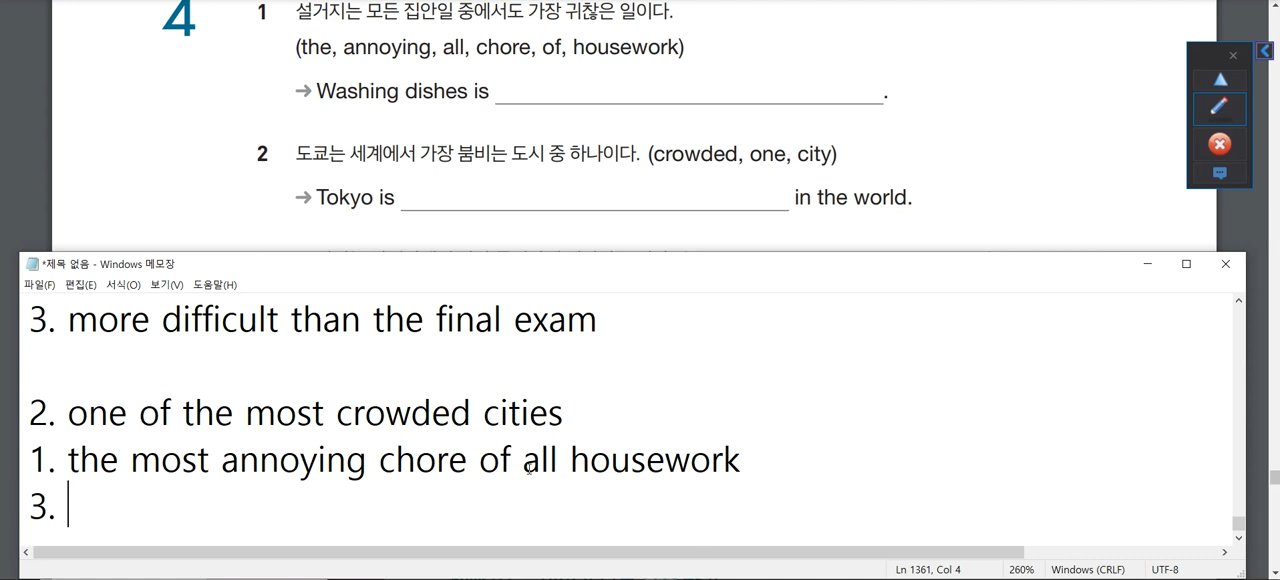 4
1 설거지는 모든 집안일 중에서도 가장 귀찮은 일이다.
(the, annoying, all, chore, of, housework)
→ Washing dishes is ______________________________.
2 도쿄는 세계에서 가장 붐비는 도시 중 하나이다. (crowded, one, city)
→ Tokyo is ______________________________ in the world.
*제목 없음 - Windows 메모장
파일(F) 편집(E) 서식(O) 보기(V) 도움말(H)
3. more difficult than the final exam
2. one of the most crowded cities
1. the most annoying chore of all housework
3.
Ln 1361, Col 4 260% Windows (CRLF) UTF-8